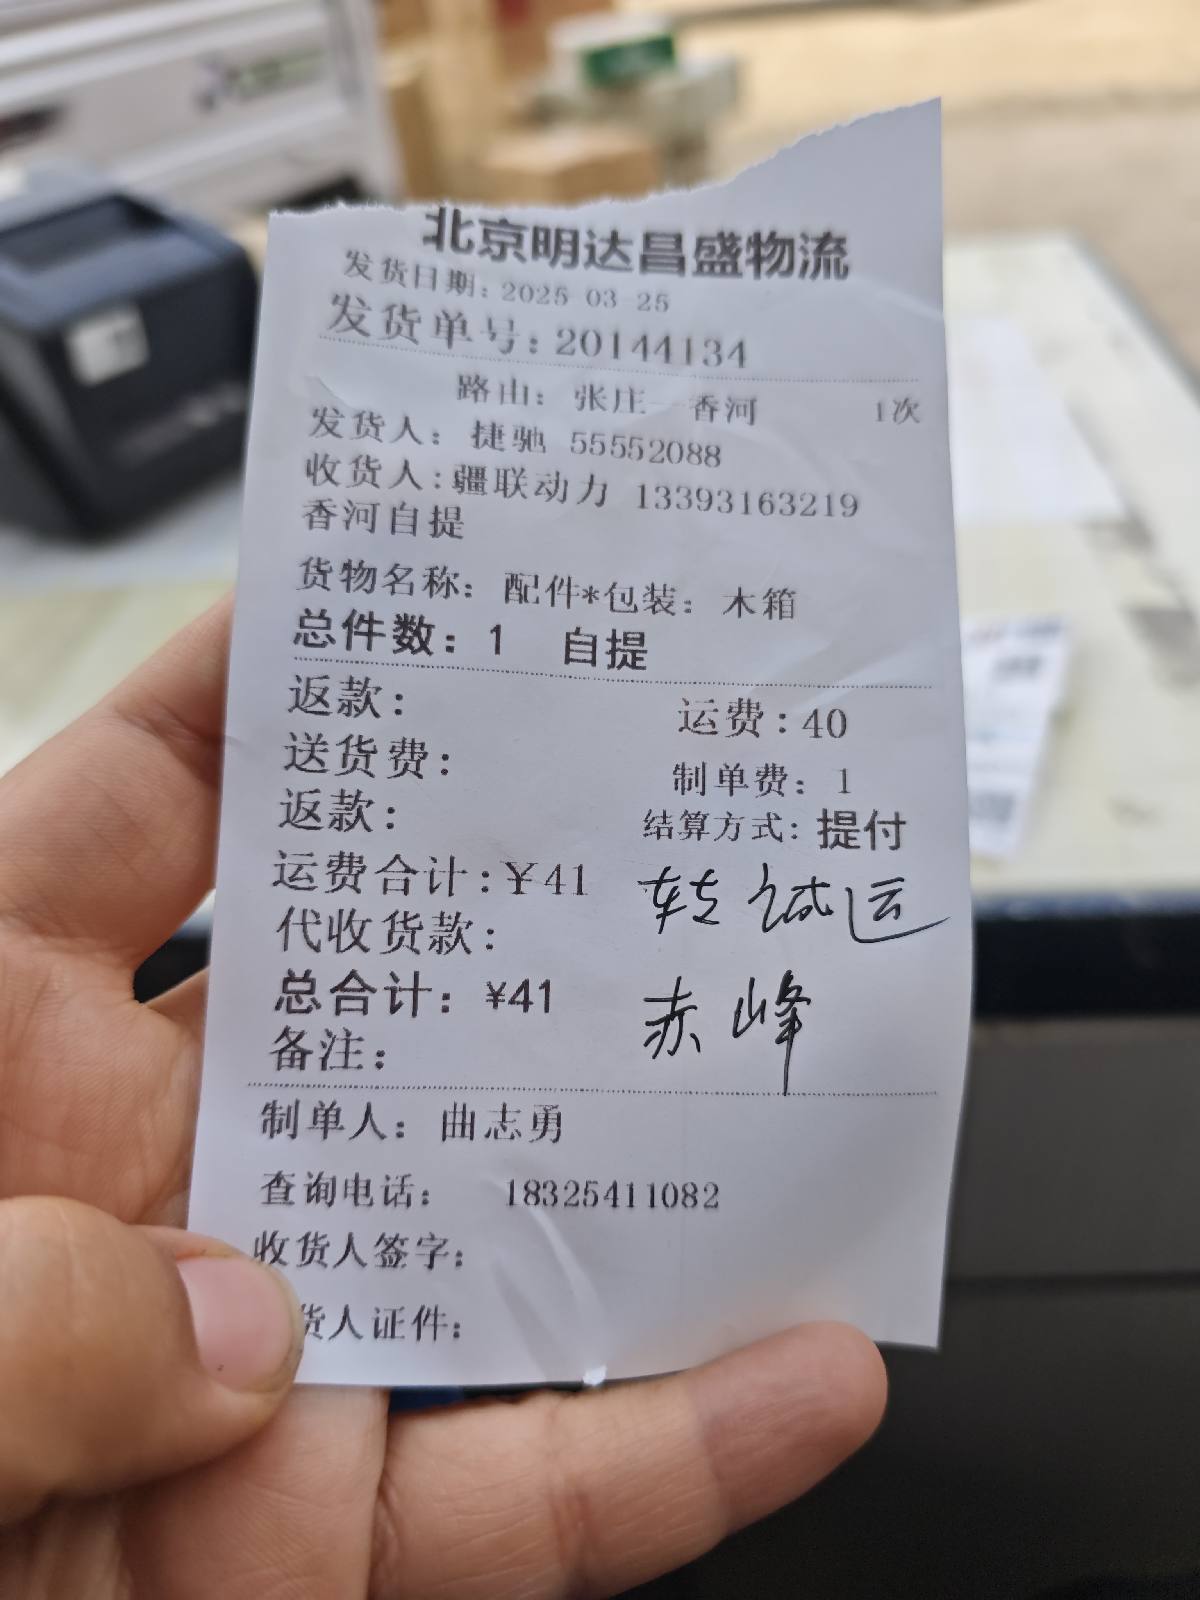 北京明达昌盛物流
发货日期: 2025-03-25
发货单号: 20144134
路由: 张庄—香河 1次
发货人: 捷驰 55552088
收货人:疆联动力 13393163219
香河自提
货物名称: 配件*包装: 木箱
总件数: 1 自提
返款: 运费: 40
送货费: 制单费: 1
返款: 结算方式: 提付
运费合计: ¥41 转试运
代收货款:
总合计: ¥41 赤峰
备注:
制单人: 曲志勇
查询电话: 18325411082
收货人签字:
货人证件: